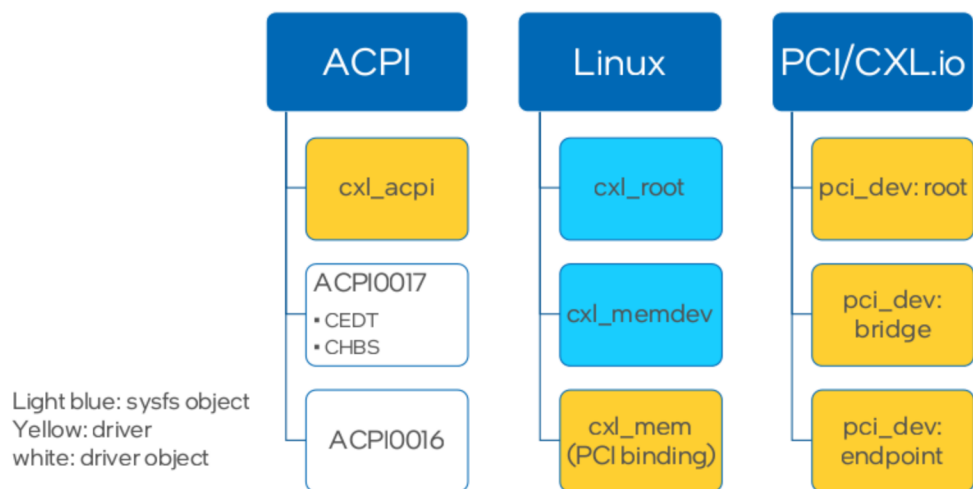 ACPI
Linux
PCI/CXL.io
cxl_acpi
cxl_root
pci_dev: root
ACPI0017
▪ CEDT
▪ CHBS
cxl_memdev
pci_dev:
bridge
ACPI0016
cxl_mem
(PCI binding)
pci_dev:
endpoint
Light blue: sysfs object
Yellow: driver
white: driver object